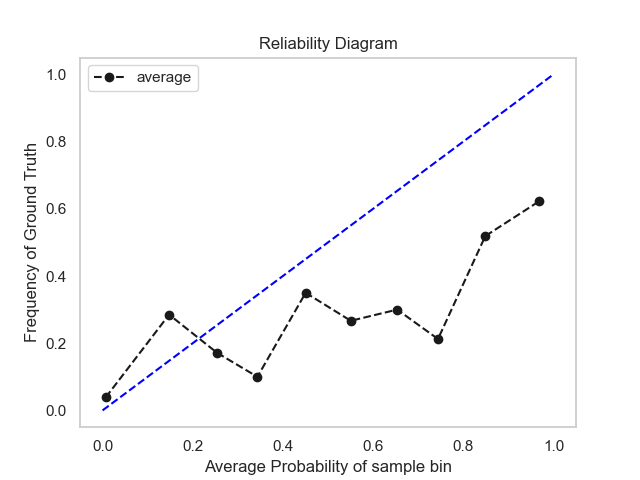 Reliability Diagram
average
Frequency of Ground Truth
1.0
0.8
0.6
0.4
0.2
0.0
0.0 0.2 0.4 0.6 0.8 1.0
Average Probability of sample bin